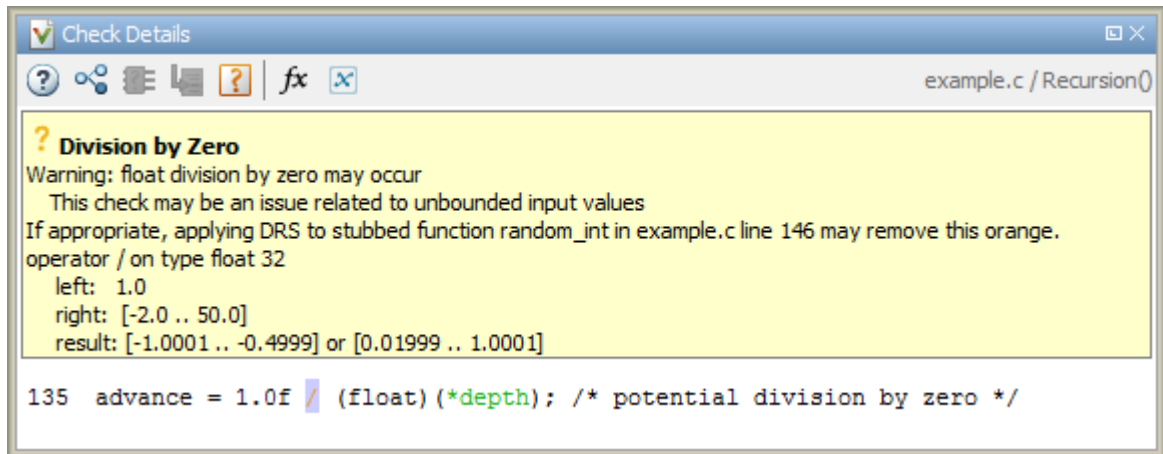 Check Details
? ? fx x example.c / Recursion()
? Division by Zero
Warning: float division by zero may occur
This check may be an issue related to unbounded input values
If appropriate, applying DRS to stubbed function random_int in example.c line 146 may remove this orange.
operator / on type float 32
left: 1.0
right: [-2.0 .. 50.0]
result: [-1.0001 .. -0.4999] or [0.01999 .. 1.0001]
135 advance = 1.0f / (float)(*depth); /* potential division by zero */